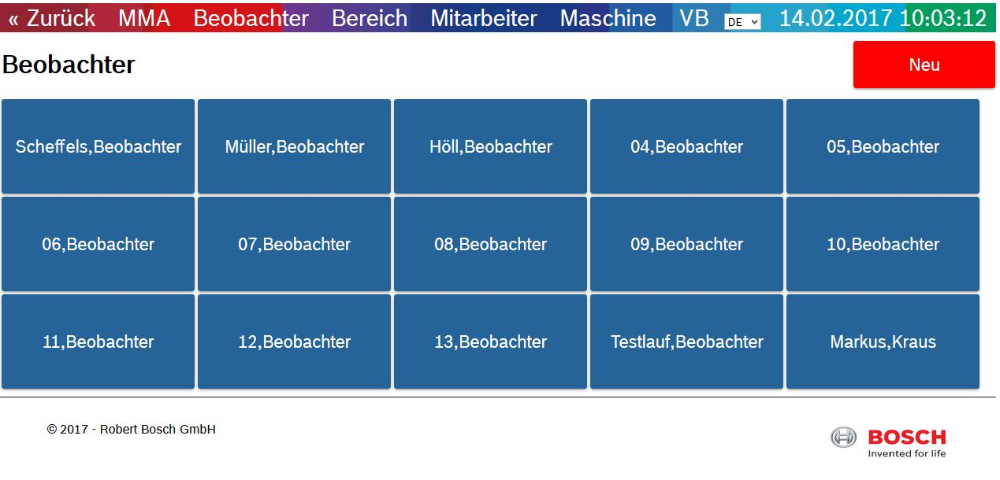 « Zurück MMA Beobachter Bereich Mitarbeiter Maschine VB DE 14.02.2017 10:03:12
Beobachter
Neu
Scheffels,Beobachter Müller,Beobachter Höll,Beobachter 04,Beobachter 05,Beobachter
06,Beobachter 07,Beobachter 08,Beobachter 09,Beobachter 10,Beobachter
11,Beobachter 12,Beobachter 13,Beobachter Testlauf,Beobachter Markus,Kraus
© 2017 - Robert Bosch GmbH
BOSCH
Invented for life